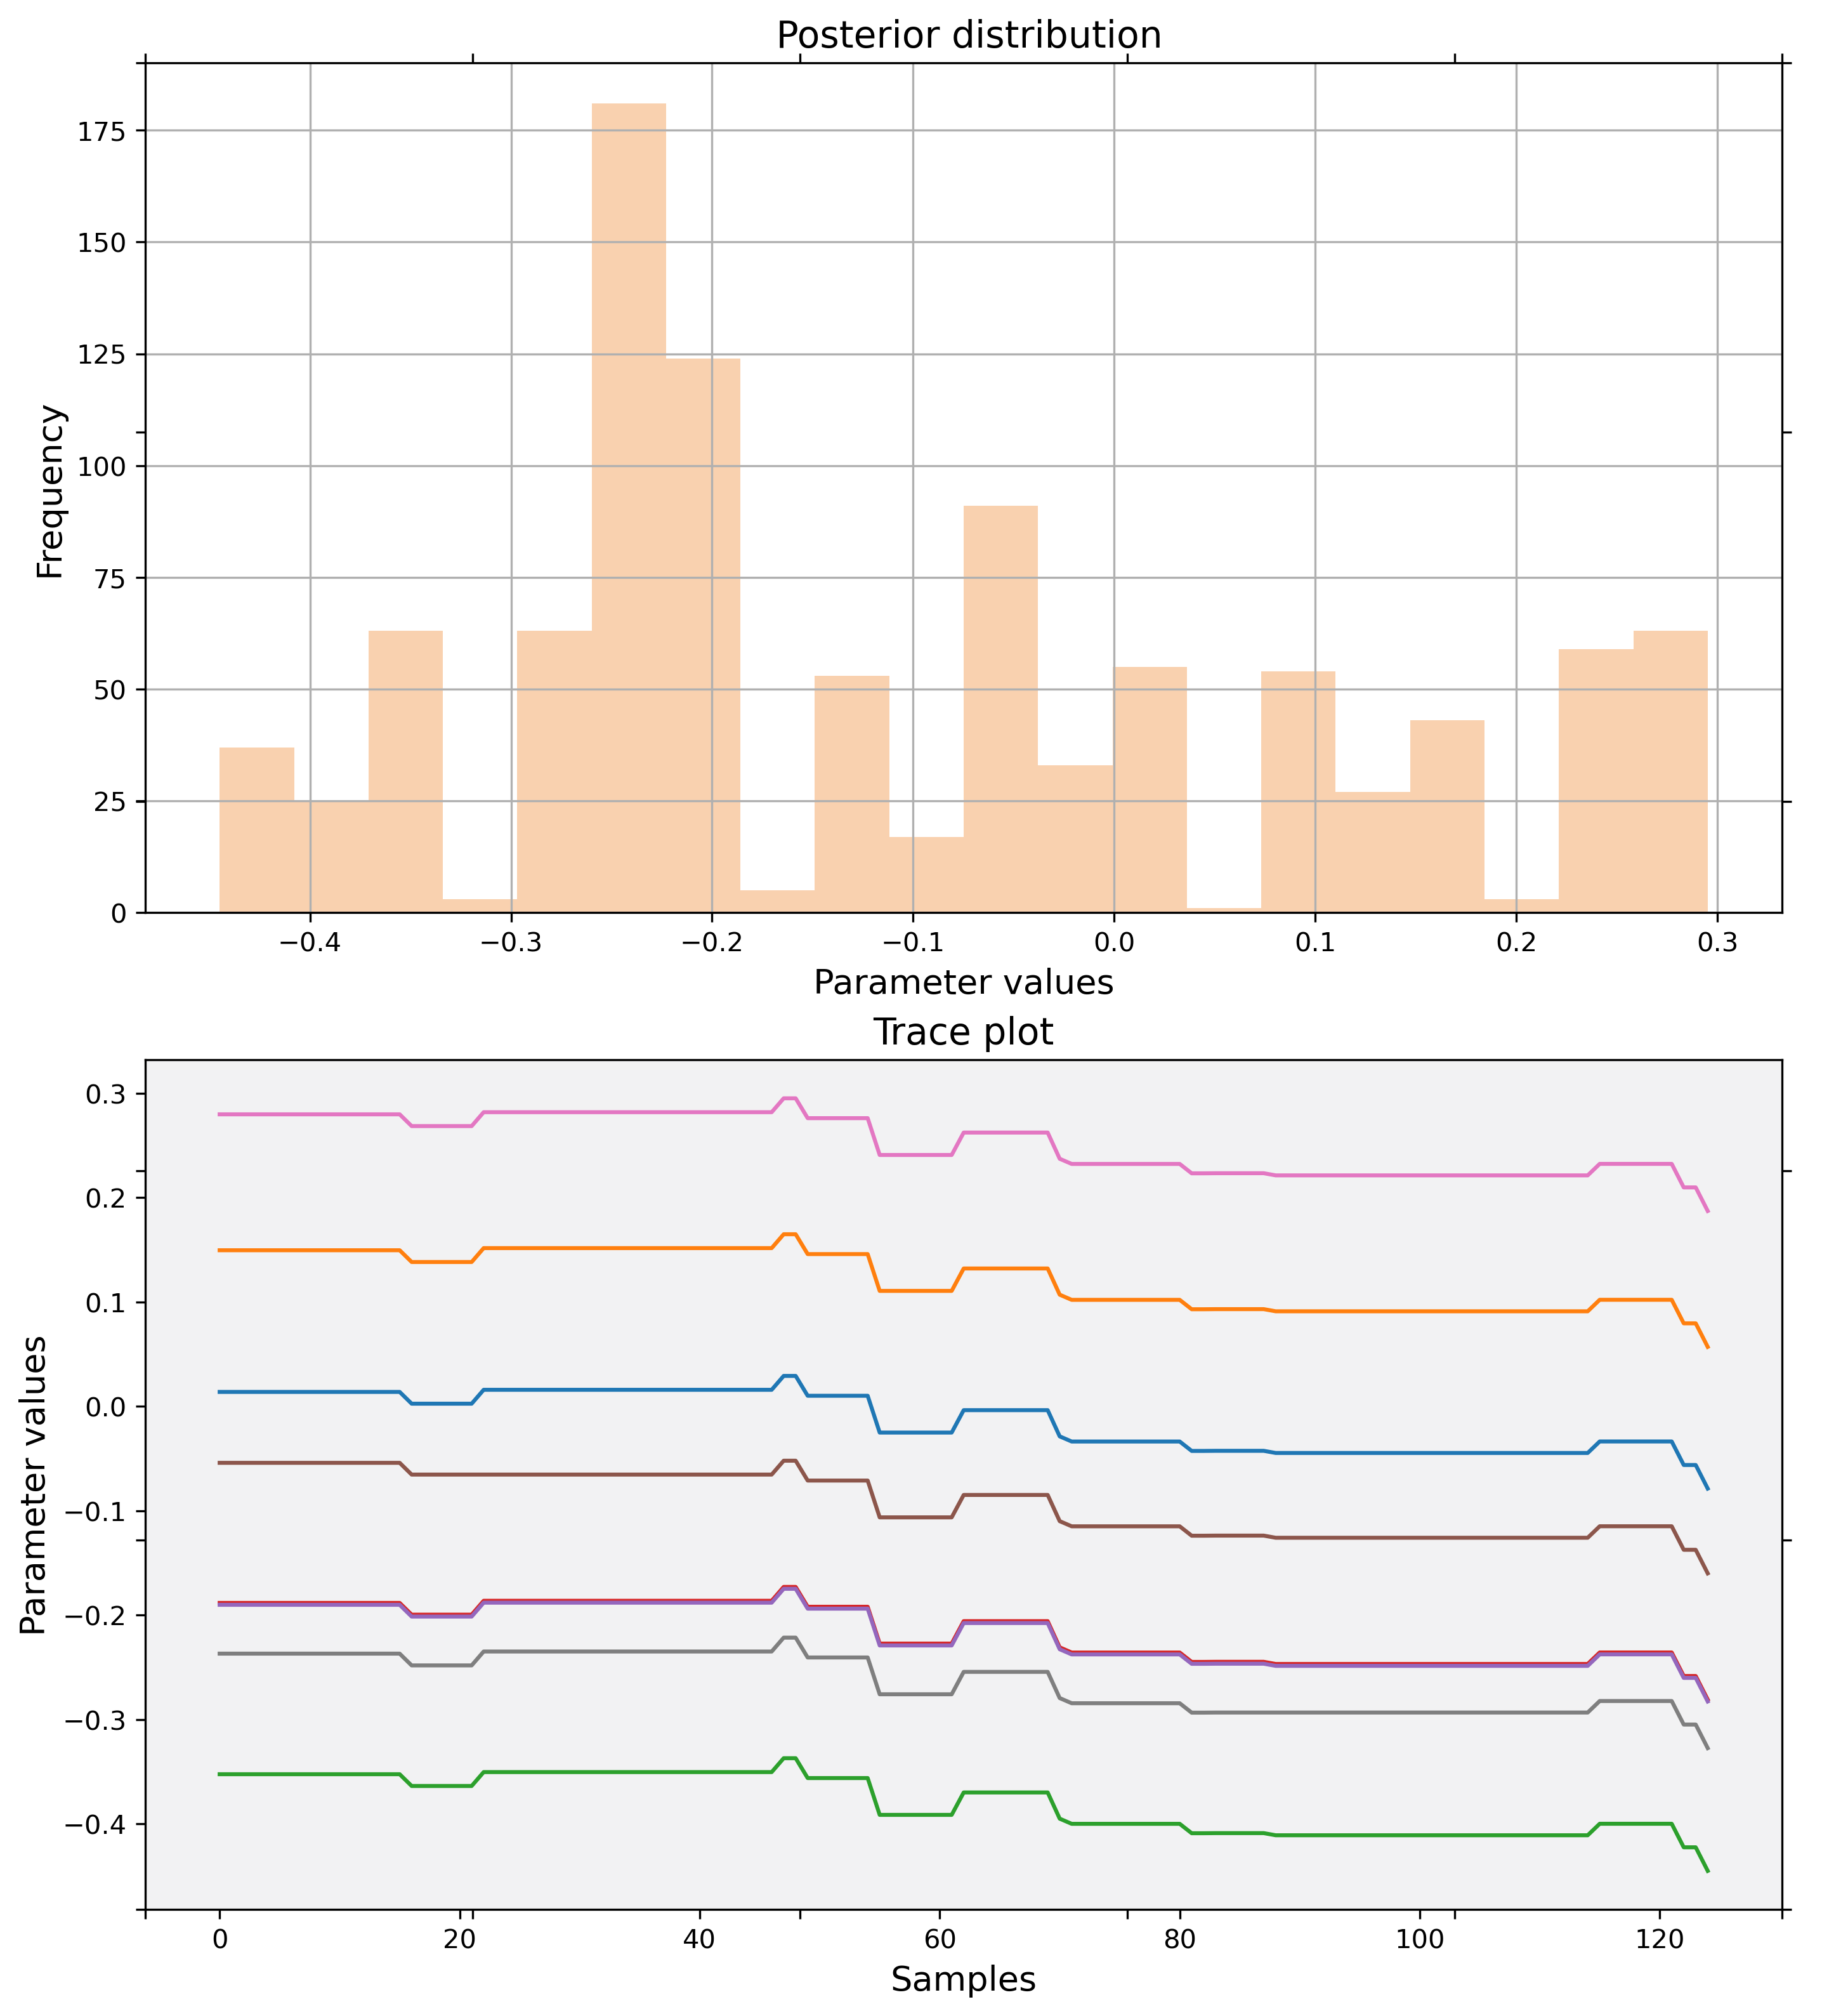 Posterior distribution
175
150
125
100
75
50
25
0
Frequency
−0.4 −0.3 −0.2 −0.1 0.0 0.1 0.2 0.3
Parameter values
Trace plot
0.3
0.2
0.1
0.0
−0.1
−0.2
−0.3
−0.4
Parameter values
0 20 40 60 80 100 120
Samples